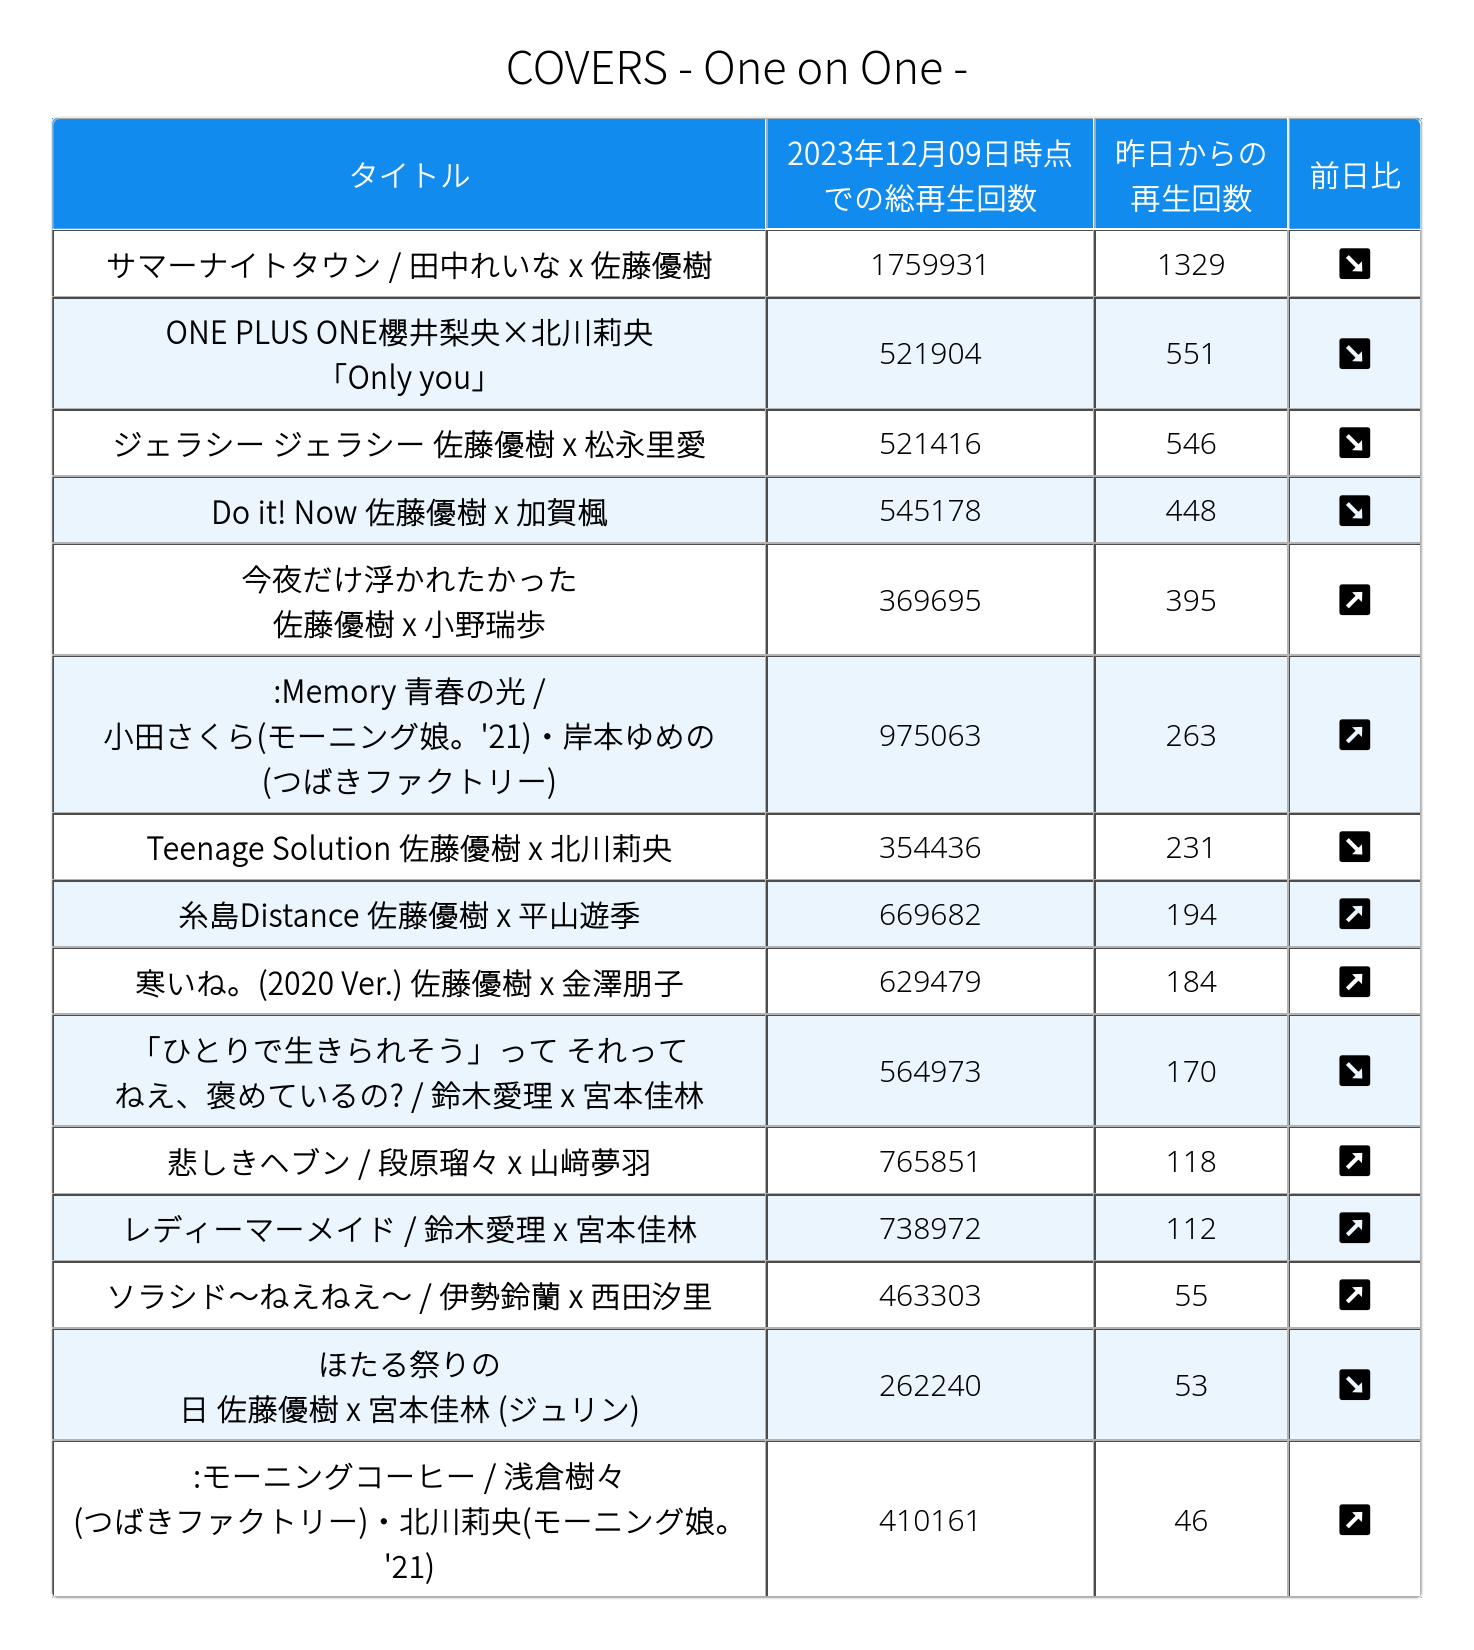 COVERS - One on One -
タイトル
2023年12月09日時点
での総再生回数
昨日からの
再生回数
前日比
サマーナイトタウン / 田中れいな x 佐藤優樹
1759931
1329
ONE PLUS ONE櫻井梨央×北川莉央
「Only you」
521904
551
ジェラシー ジェラシー 佐藤優樹 x 松永里愛
521416
546
Do it! Now 佐藤優樹 x 加賀楓
545178
448
今夜だけ浮かれたかった
佐藤優樹 x 小野瑞歩
369695
395
:Memory 青春の光 /
小田さくら(モーニング娘。'21)・岸本ゆめの
(つばきファクトリー)
975063
263
Teenage Solution 佐藤優樹 x 北川莉央
354436
231
糸島Distance 佐藤優樹 x 平山遊季
669682
194
寒いね。(2020 Ver.) 佐藤優樹 x 金澤朋子
629479
184
「ひとりで生きられそう」って それって
ねえ、褒めているの? / 鈴木愛理 x 宮本佳林
564973
170
悲しきヘブン / 段原瑠々 x 山﨑夢羽
765851
118
レディーマーメイド / 鈴木愛理 x 宮本佳林
738972
112
ソラシド～ねえねえ～ / 伊勢鈴蘭 x 西田汐里
463303
55
ほたる祭りの
日 佐藤優樹 x 宮本佳林 (ジュリン)
262240
53
:モーニングコーヒー / 浅倉樹々
(つばきファクトリー)・北川莉央(モーニング娘。
'21)
410161
46